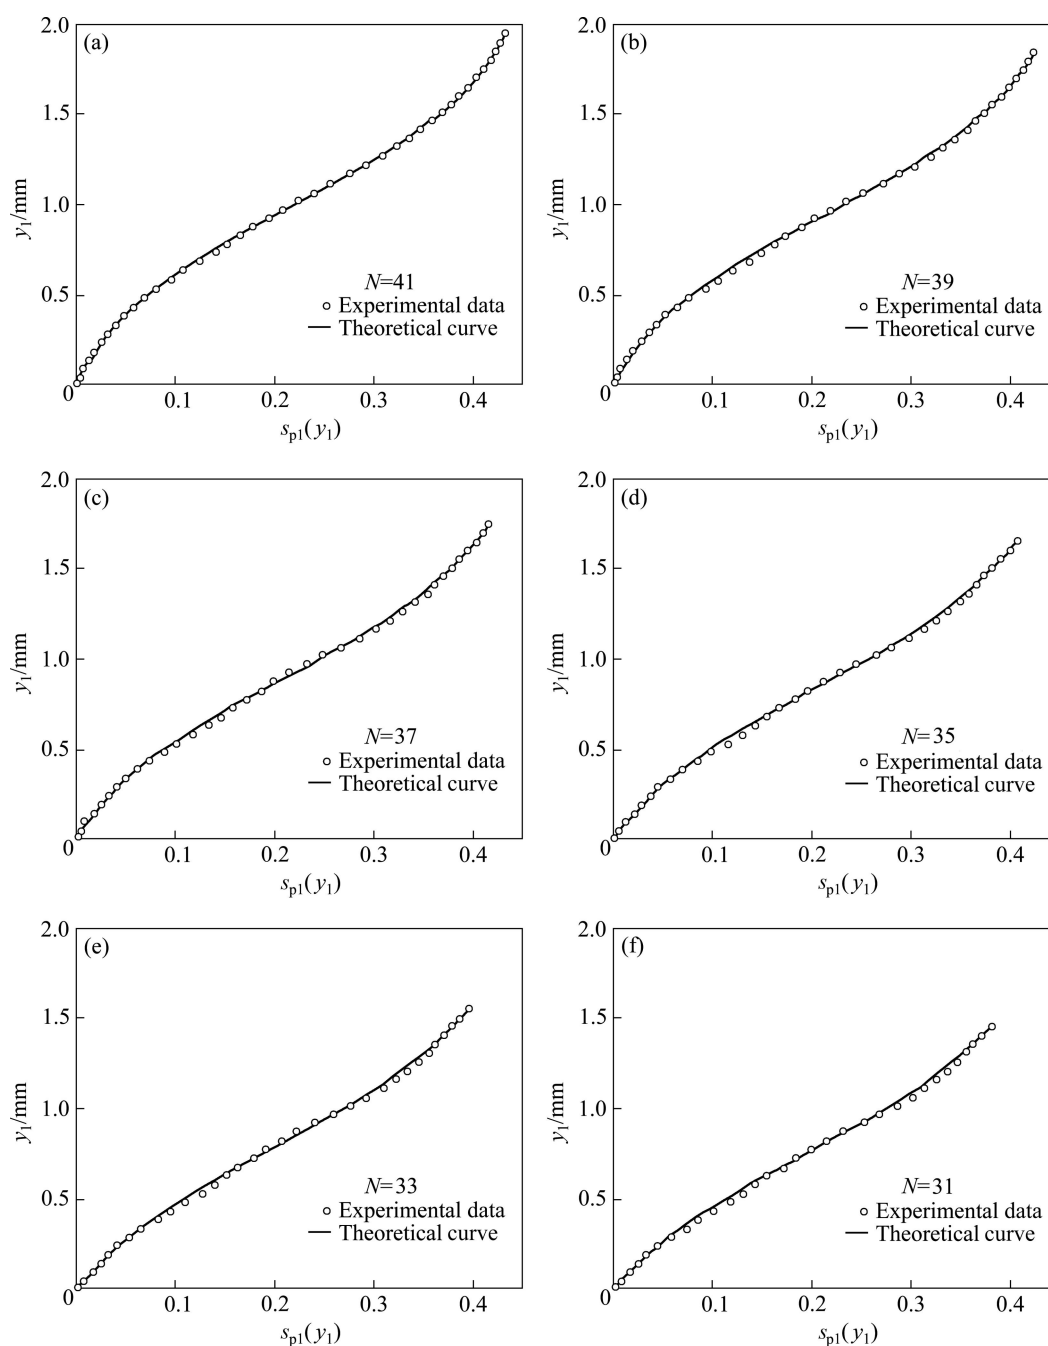 (a)
2.0
1.5
1.0
0.5
0
y1/mm
N=41
Experimental data
Theoretical curve
0.1 0.2 0.3 0.4
sp1(y1)
(b)
2.0
1.5
1.0
0.5
0
y1/mm
N=39
Experimental data
Theoretical curve
0.1 0.2 0.3 0.4
sp1(y1)
(c)
2.0
1.5
1.0
0.5
0
y1/mm
N=37
Experimental data
Theoretical curve
0.1 0.2 0.3 0.4
sp1(y1)
(d)
2.0
1.5
1.0
0.5
0
y1/mm
N=35
Experimental data
Theoretical curve
0.1 0.2 0.3 0.4
sp1(y1)
(e)
2.0
1.5
1.0
0.5
0
y1/mm
N=33
Experimental data
Theoretical curve
0.1 0.2 0.3 0.4
sp1(y1)
(f)
2.0
1.5
1.0
0.5
0
y1/mm
N=31
Experimental data
Theoretical curve
0.1 0.2 0.3 0.4
sp1(y1)